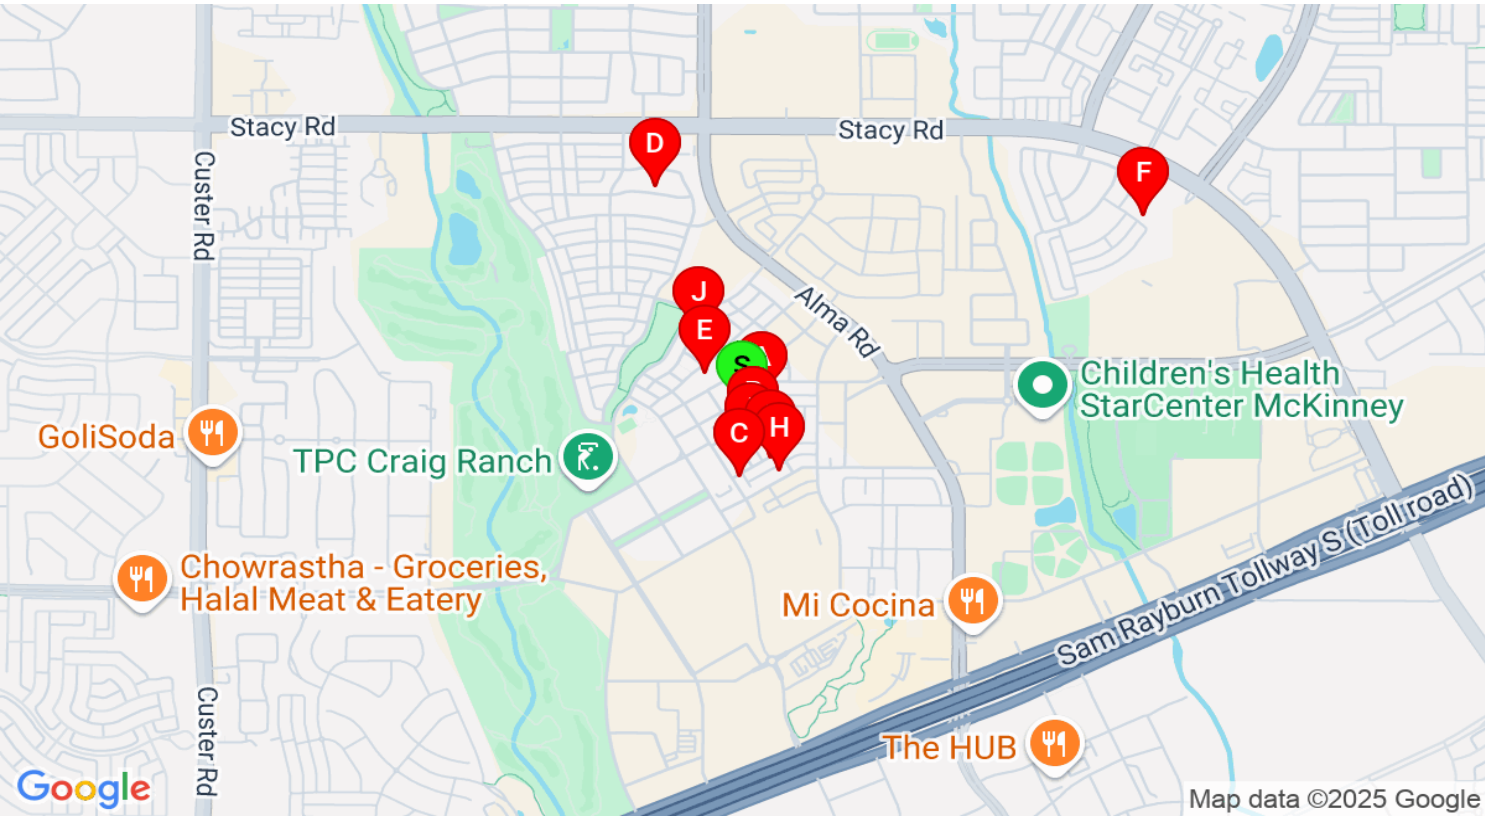 Stacy Rd
Stacy Rd
D
F
Custer Rd
J
Alma Rd
E
S
A
Children's Health
StarCenter McKinney
GoliSoda
C
H
TPC Craig Ranch
Chowrastha - Groceries,
Halal Meat & Eatery
Mi Cocina
Sam Rayburn Tollway S (Toll road)
Custer Rd
The HUB
Google
Map data ©2025 Google